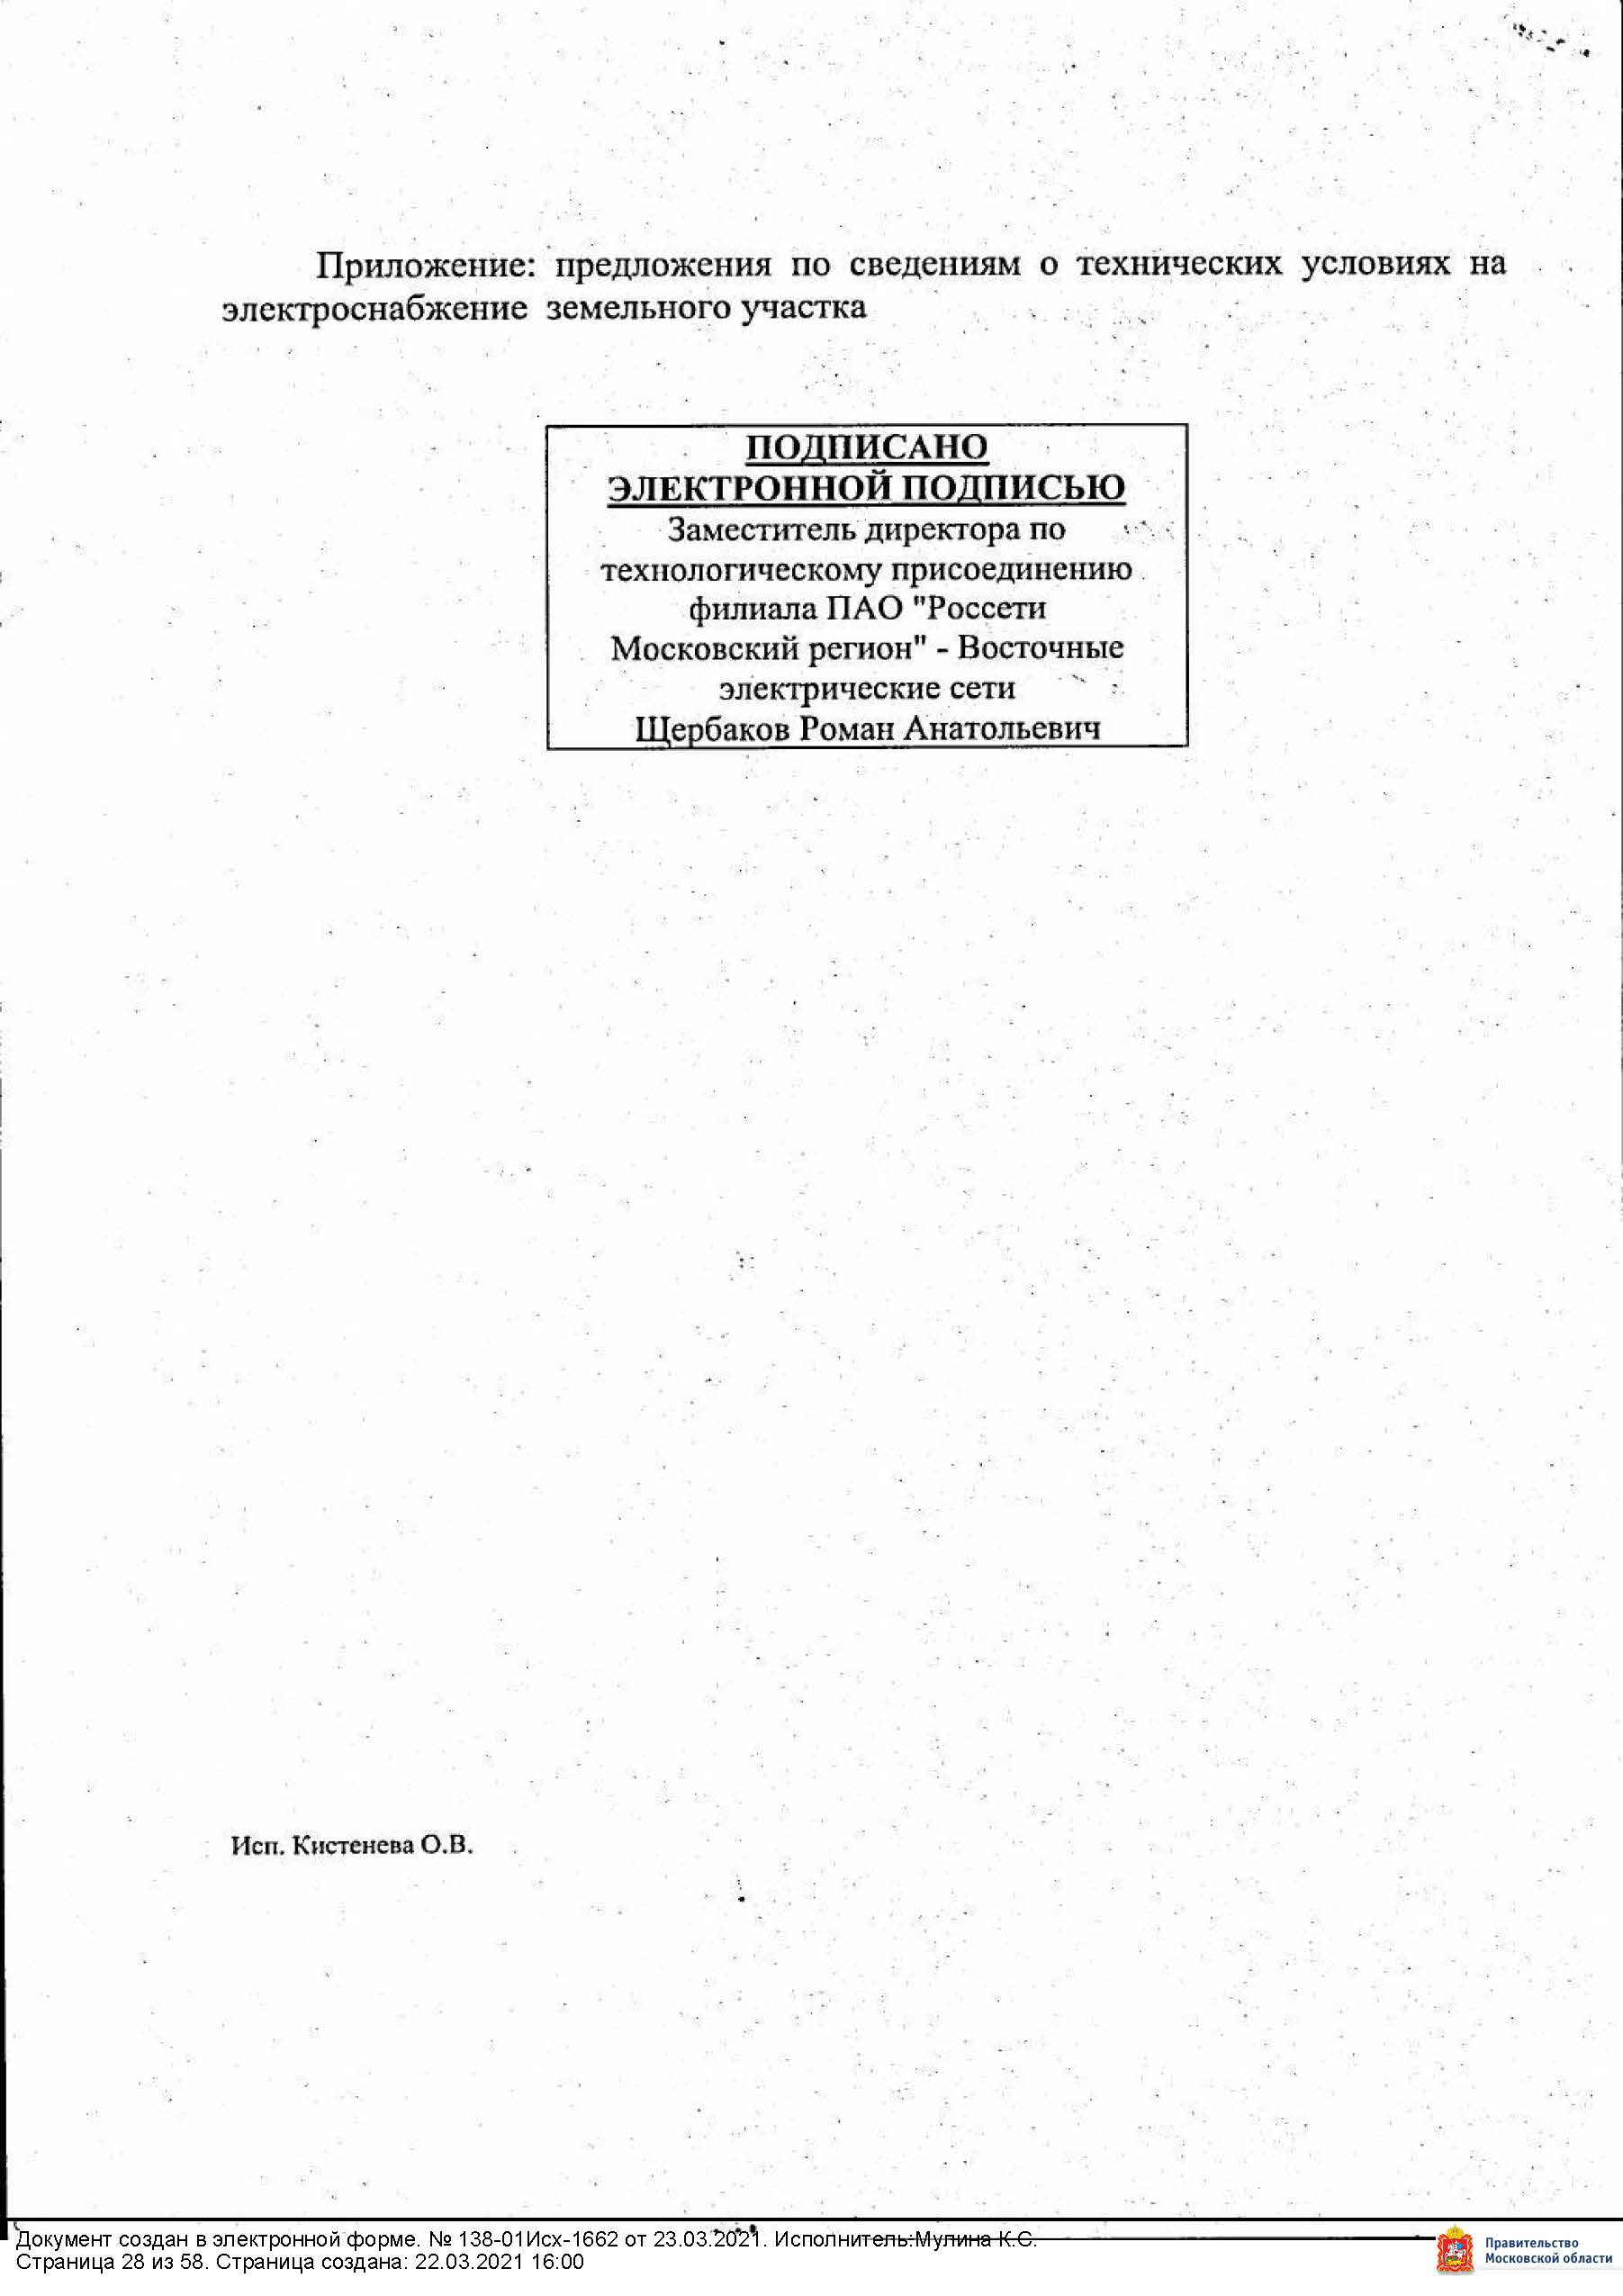 Приложение: предложения по сведениям о технических условиях на
электроснабжение земельного участка
ПОДПИСАНО
ЭЛЕКТРОННОЙ ПОДПИСЬЮ
Заместитель директора по
технологическому присоединению
филиала ПАО "Россети
Московский регион" - Восточные
электрические сети
Щербаков Роман Анатольевич
Исп. Кистенева О.В.
Документ создан в электронной форме. № 138-01Исх-1662 от 23.03.2021. Исполнитель:Мулина К.С.
Страница 28 из 58. Страница создана: 22.03.2021 16:00
Правительство
Московской области